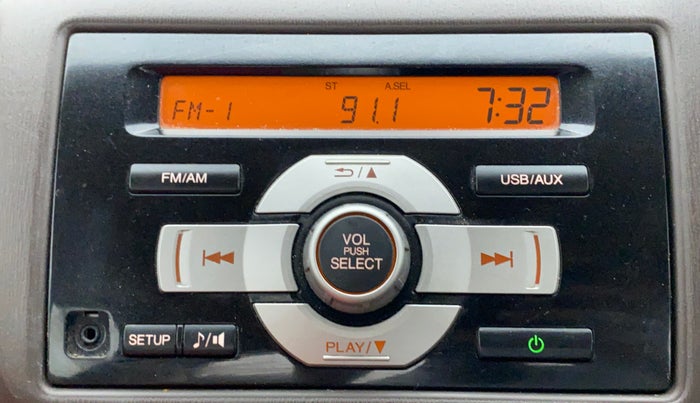 ST A.SEL
FM-1 91.1 7:32
FM/AM USB/AUX
VOL
PUSH
SELECT
SETUP
PLAY/